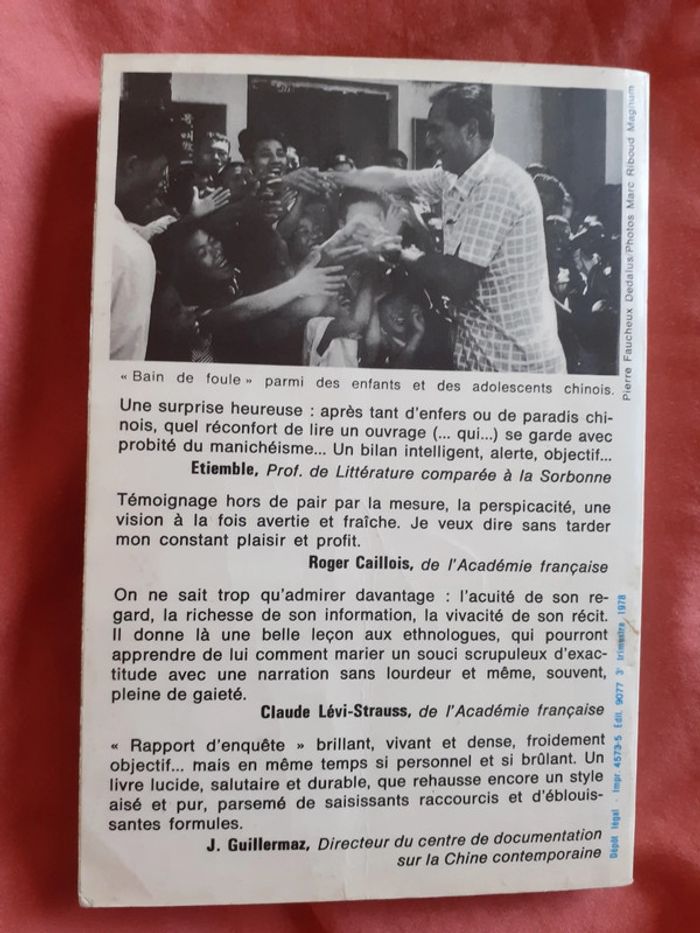 Pierre Faucheux Dedalus/Photos Marc Riboud Magnum
« Bain de foule » parmi des enfants et des adolescents chinois.
Une surprise heureuse : après tant d'enfers ou de paradis chi-
nois, quel réconfort de lire un ouvrage (... qui...) se garde avec
probité du manichéisme... Un bilan intelligent, alerte, objectif...
Etiemble, Prof. de Littérature comparée à la Sorbonne
Témoignage hors de pair par la mesure, la perspicacité, une
vision à la fois avertie et fraîche. Je veux dire sans tarder
mon constant plaisir et profit.
Roger Caillois, de l'Académie française
On ne sait trop qu'admirer davantage : l'acuité de son re-
gard, la richesse de son information, la vivacité de son récit.
Il donne là une belle leçon aux ethnologues, qui pourront
apprendre de lui comment marier un souci scrupuleux d'exac-
titude avec une narration sans lourdeur et même, souvent,
pleine de gaieté.
Claude Lévi-Strauss, de l'Académie française
« Rapport d'enquête » brillant, vivant et dense, froidement
objectif... mais en même temps si personnel et si brûlant. Un
livre lucide, salutaire et durable, que rehausse encore un style
aisé et pur, parsemé de saisissants raccourcis et d'éblouis-
santes formules.
J. Guillermaz, Directeur du centre de documentation
sur la Chine contemporaine
Dépôt légal · Impr. 4573-5 Edit. 9077 3e trimestre 1978